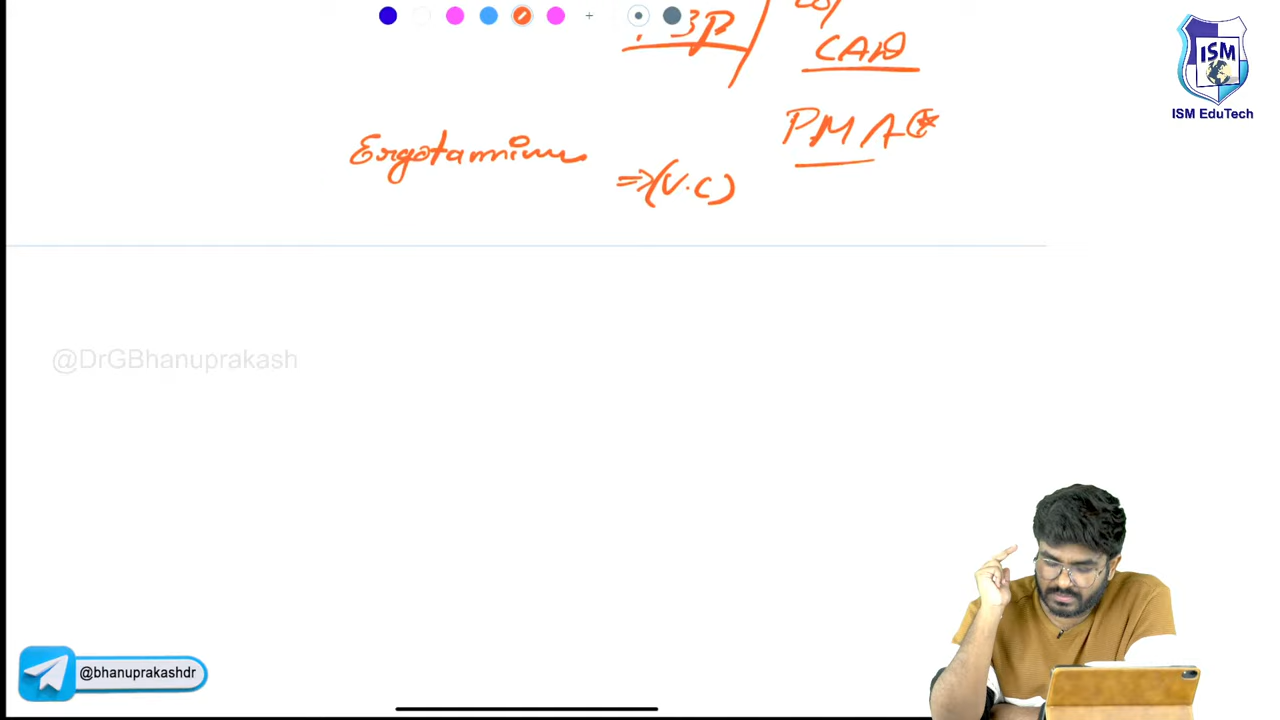 ISM
ISM EduTech
CAD
PMA
Ergotamine
=>(V.C)
@DrGBhanuprakash
@bhanuprakashdr